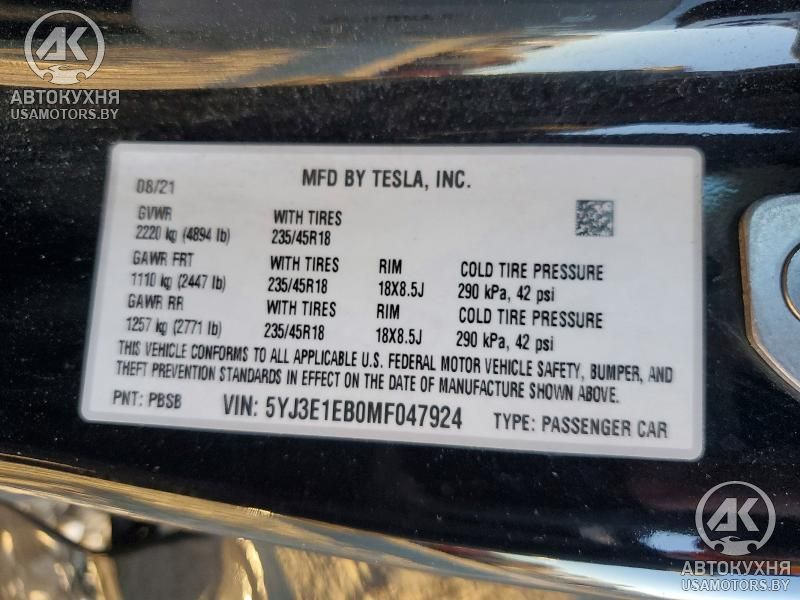 АК
АВТОКУХНЯ
USAMOTORS.BY
08/21 MFD BY TESLA, INC.
GVWR WITH TIRES
2220 kg (4894 lb) 235/45R18
GAWR FRT WITH TIRES RIM COLD TIRE PRESSURE
1110 kg (2447 lb) 235/45R18 18X8.5J 290 kPa, 42 psi
GAWR RR WITH TIRES RIM COLD TIRE PRESSURE
1257 kg (2771 lb) 235/45R18 18X8.5J 290 kPa, 42 psi
THIS VEHICLE CONFORMS TO ALL APPLICABLE U.S. FEDERAL MOTOR VEHICLE SAFETY, BUMPER, AND
THEFT PREVENTION STANDARDS IN EFFECT ON THE DATE OF MANUFACTURE SHOWN ABOVE.
PNT: PBSB VIN: 5YJ3E1EB0MF047924 TYPE: PASSENGER CAR
АК
АВТОКУХНЯ
USAMOTORS.BY